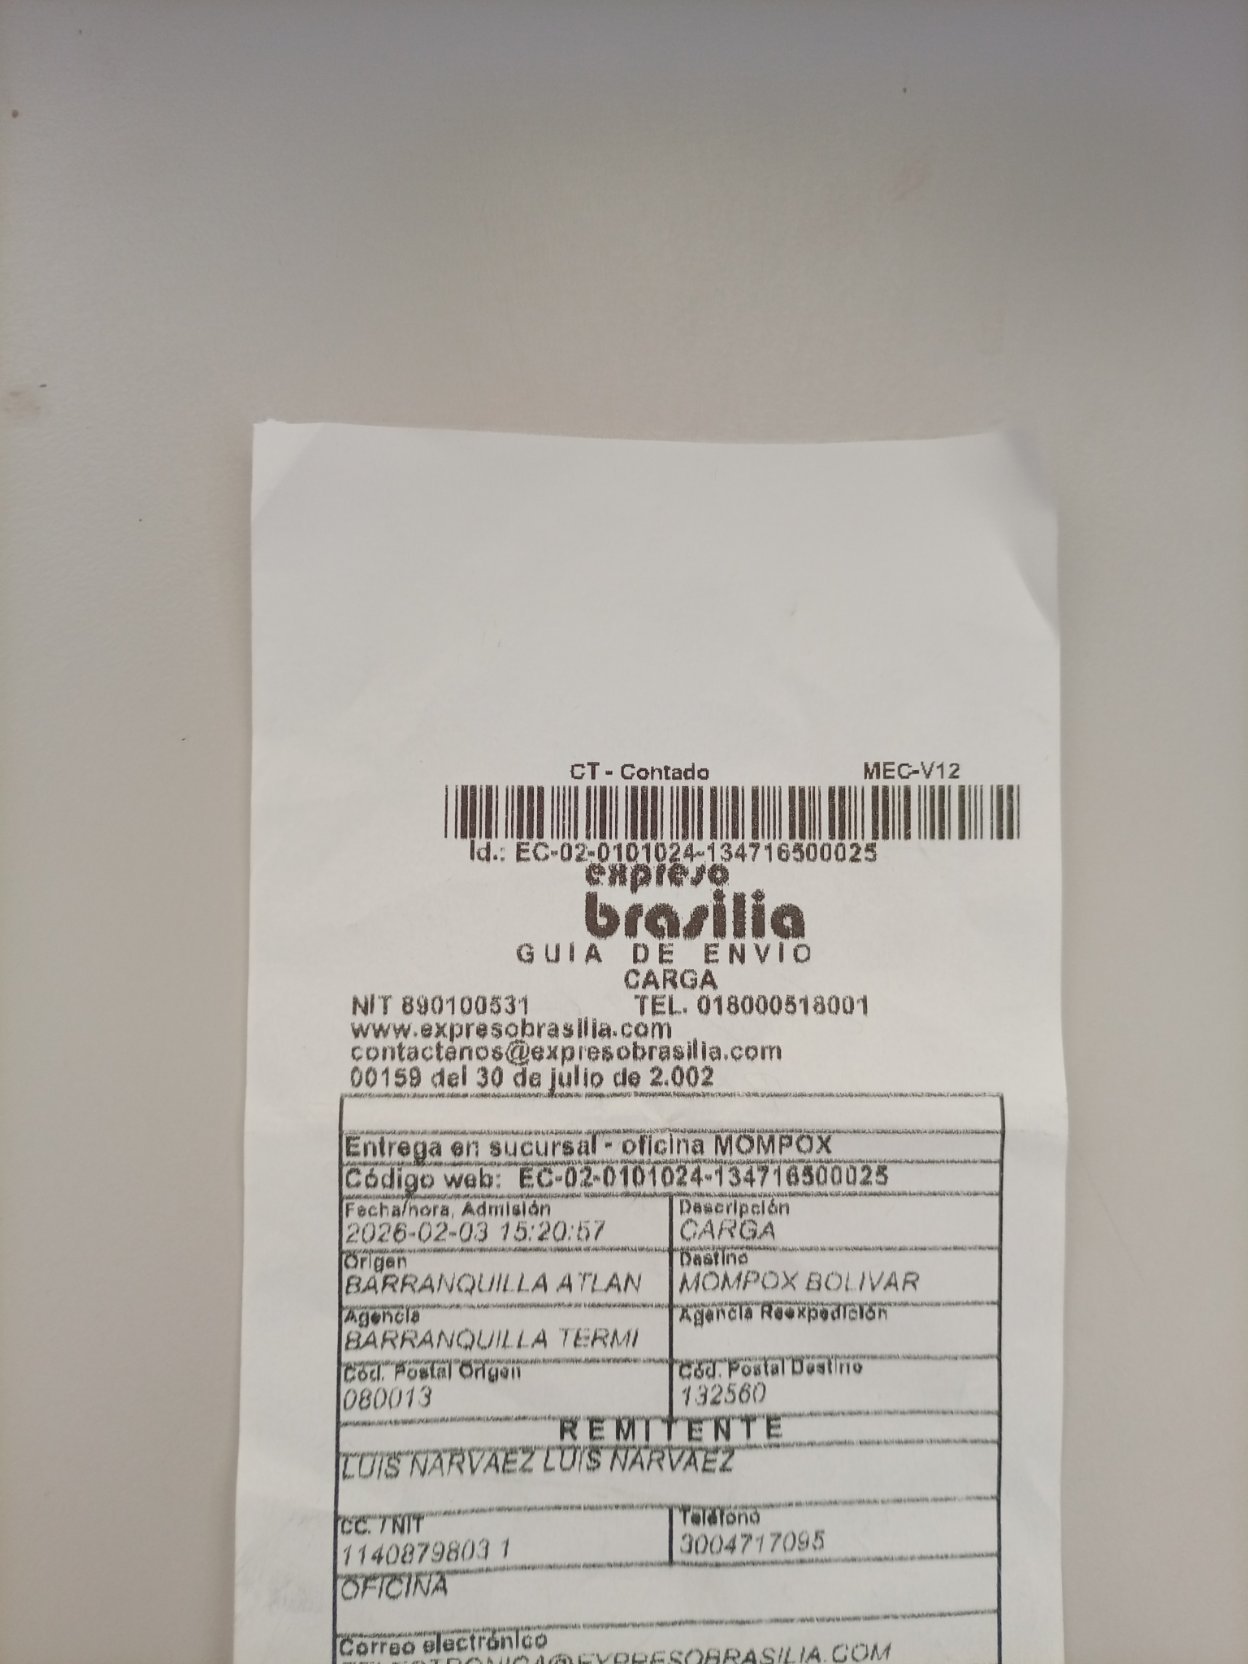 CT - Contado MEC-V12
Id.: EC-02-0101024-134716500025
expreso
brasilia
GUIA DE ENVIO
CARGA
NIT 890100531 TEL. 018000518001
www.expresobrasilia.com
contactenos@expresobrasilia.com
00159 del 30 de julio de 2.002
Entrega en sucursal - oficina MOMPOX
Código web: EC-02-0101024-134716500025
Fecha/hora, Admisión Descripción
2026-02-03 15:20:57 CARGA
Origen Destino
BARRANQUILLA ATLAN MOMPOX BOLIVAR
Agencia Agencia Reexpedición
BARRANQUILLA TERMI
Cód. Postal Origen Cód. Postal Destino
080013 132560
REMITENTE
LUIS NARVAEZ LUIS NARVAEZ
CC. / NIT Teléfono
1140879803 1 3004717095
OFICINA
Correo electrónico
@EXPRESOBRASILIA.COM